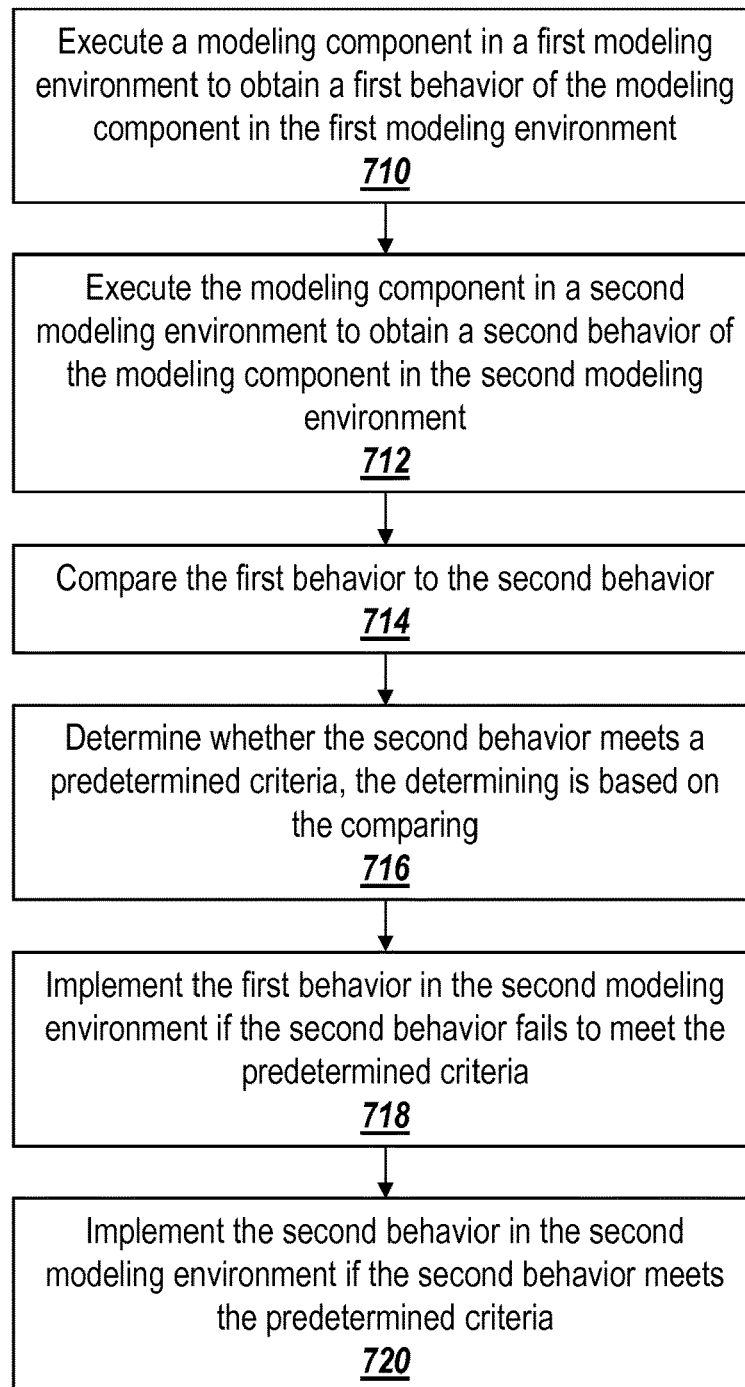 Execute a modeling component in a first modeling
environment to obtain a first behavior of the modeling
component in the first modeling environment
710
Execute the modeling component in a second
modeling environment to obtain a second behavior of
the modeling component in the second modeling
environment
712
Compare the first behavior to the second behavior
714
Determine whether the second behavior meets a
predetermined criteria, the determining is based on
the comparing
716
Implement the first behavior in the second modeling
environment if the second behavior fails to meet the
predetermined criteria
718
Implement the second behavior in the second
modeling environment if the second behavior meets
the predetermined criteria
720